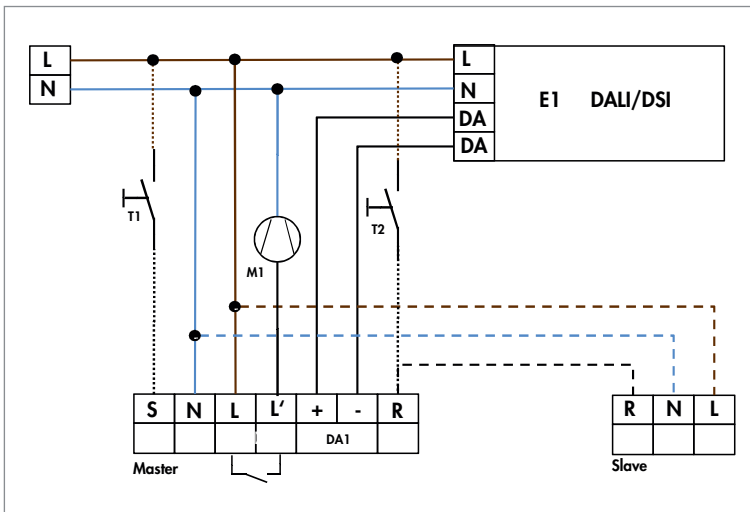 L
N
L
N
DA
DA
E1 DALI/DSI
T1
T2
M1
S N L L′ + - R
DA1
Master
R N L
Slave